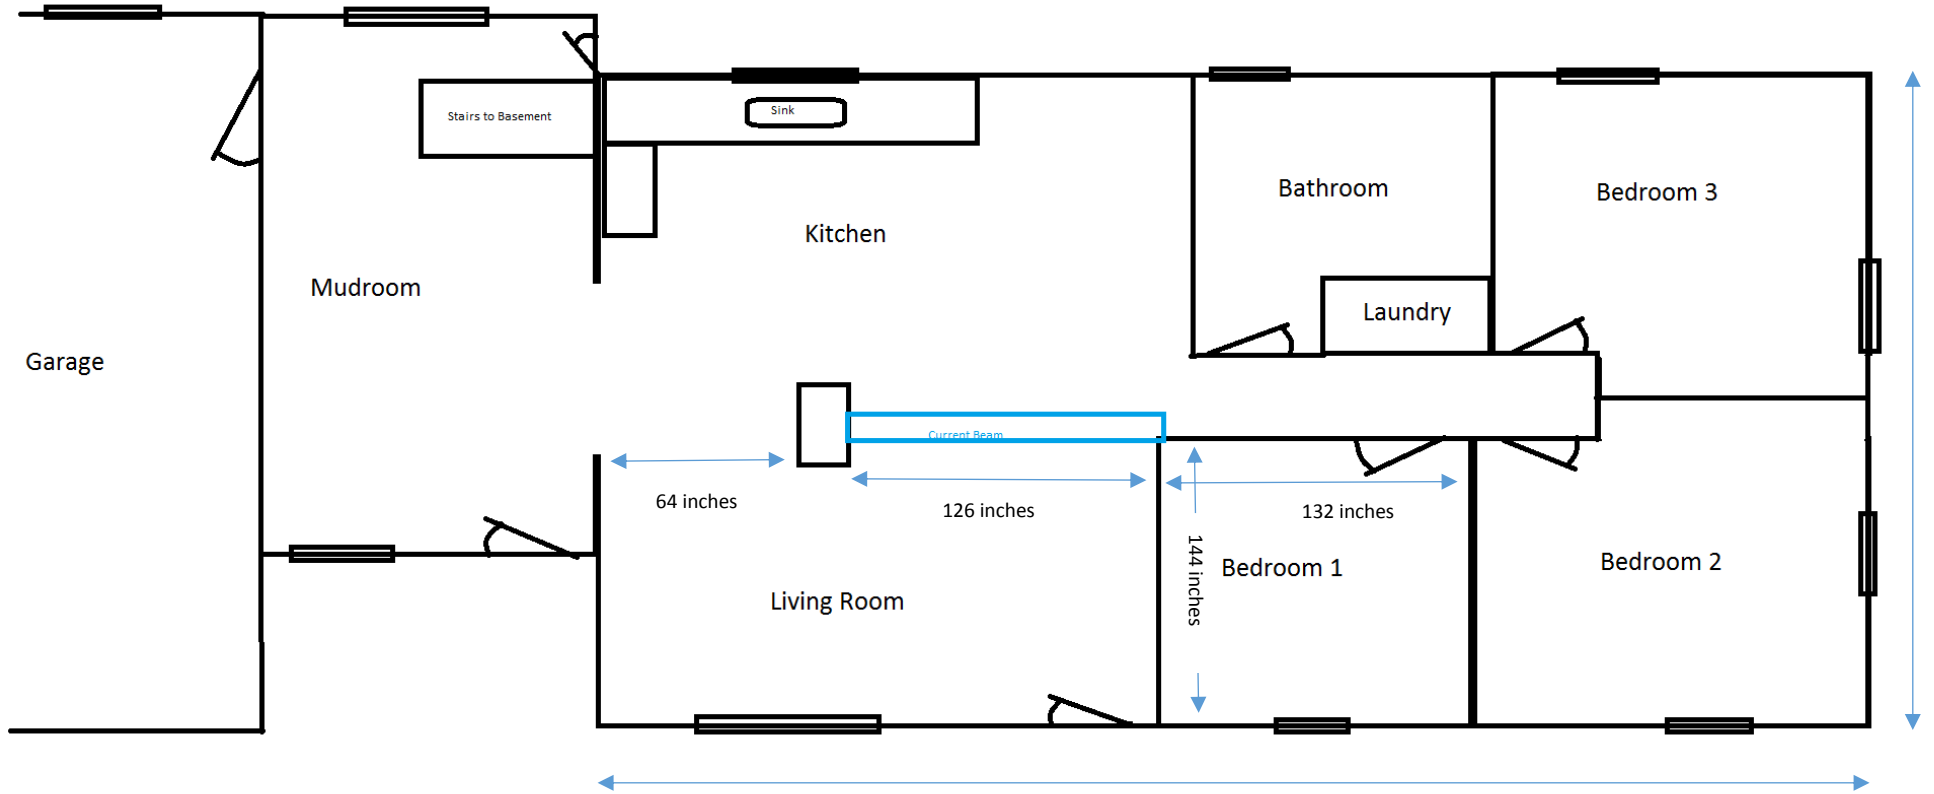 Stairs to Basement
Sink
Bathroom
Bedroom 3
Kitchen
Mudroom
Laundry
Garage
Current Beam
64 inches
126 inches
132 inches
144 inches
Bedroom 1
Bedroom 2
Living Room